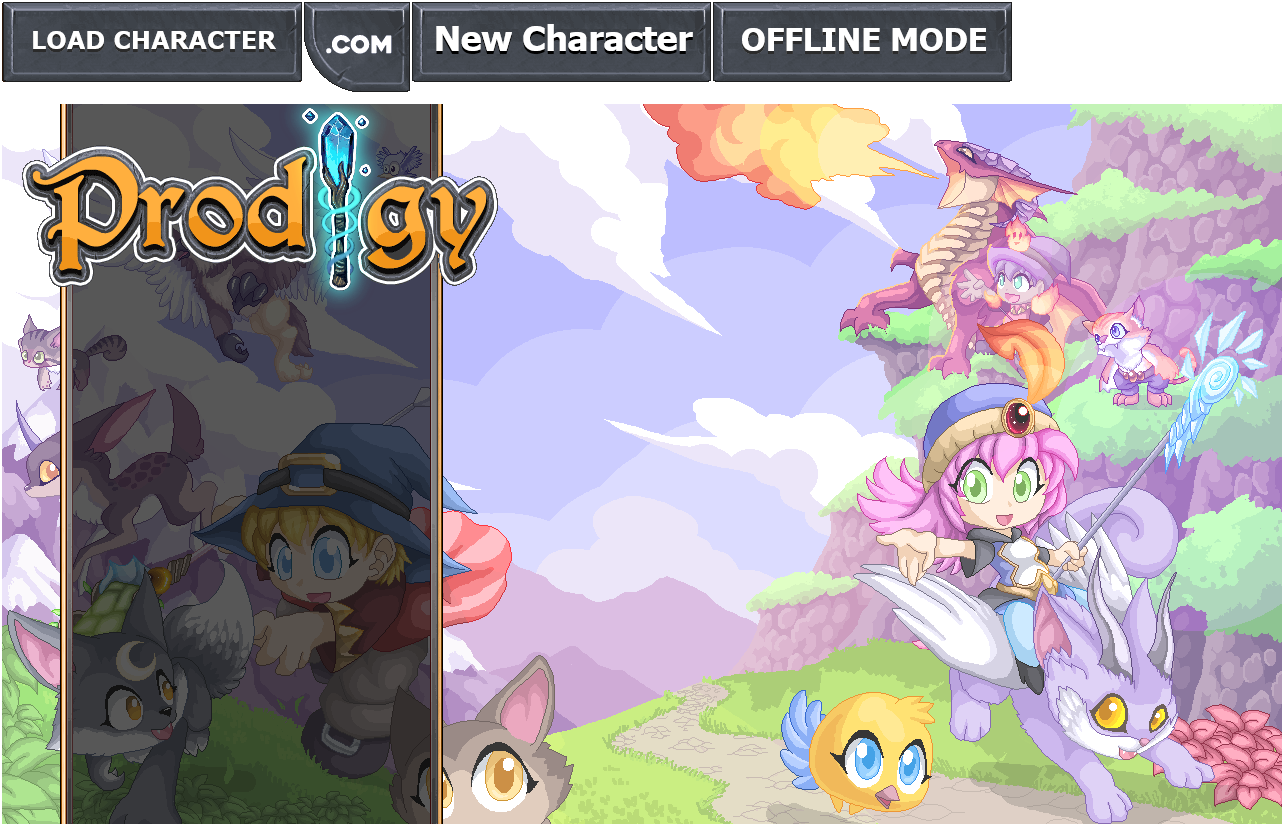 LOAD CHARACTER
.COM
New Character
OFFLINE MODE
Prodigy